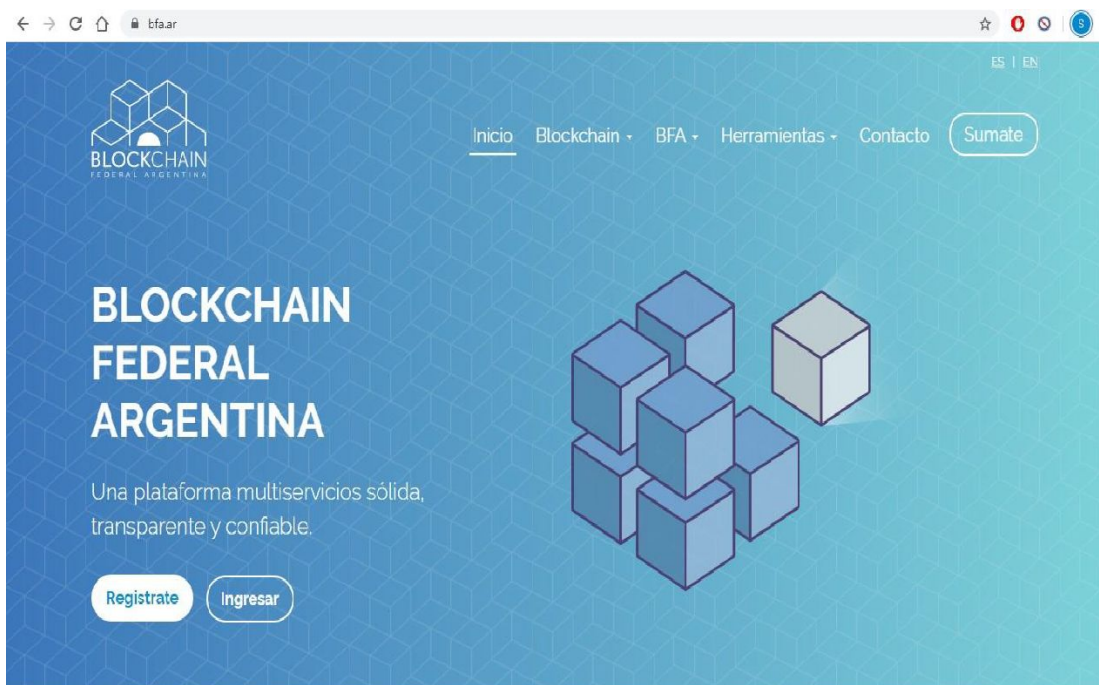 bfa.ar
S
ES | EN
BLOCKCHAIN
FEDERAL ARGENTINA
Inicio Blockchain BFA Herramientas Contacto Sumate
BLOCKCHAIN
FEDERAL
ARGENTINA
Una plataforma multiservicios sólida,
transparente y confiable.
Registrate Ingresar